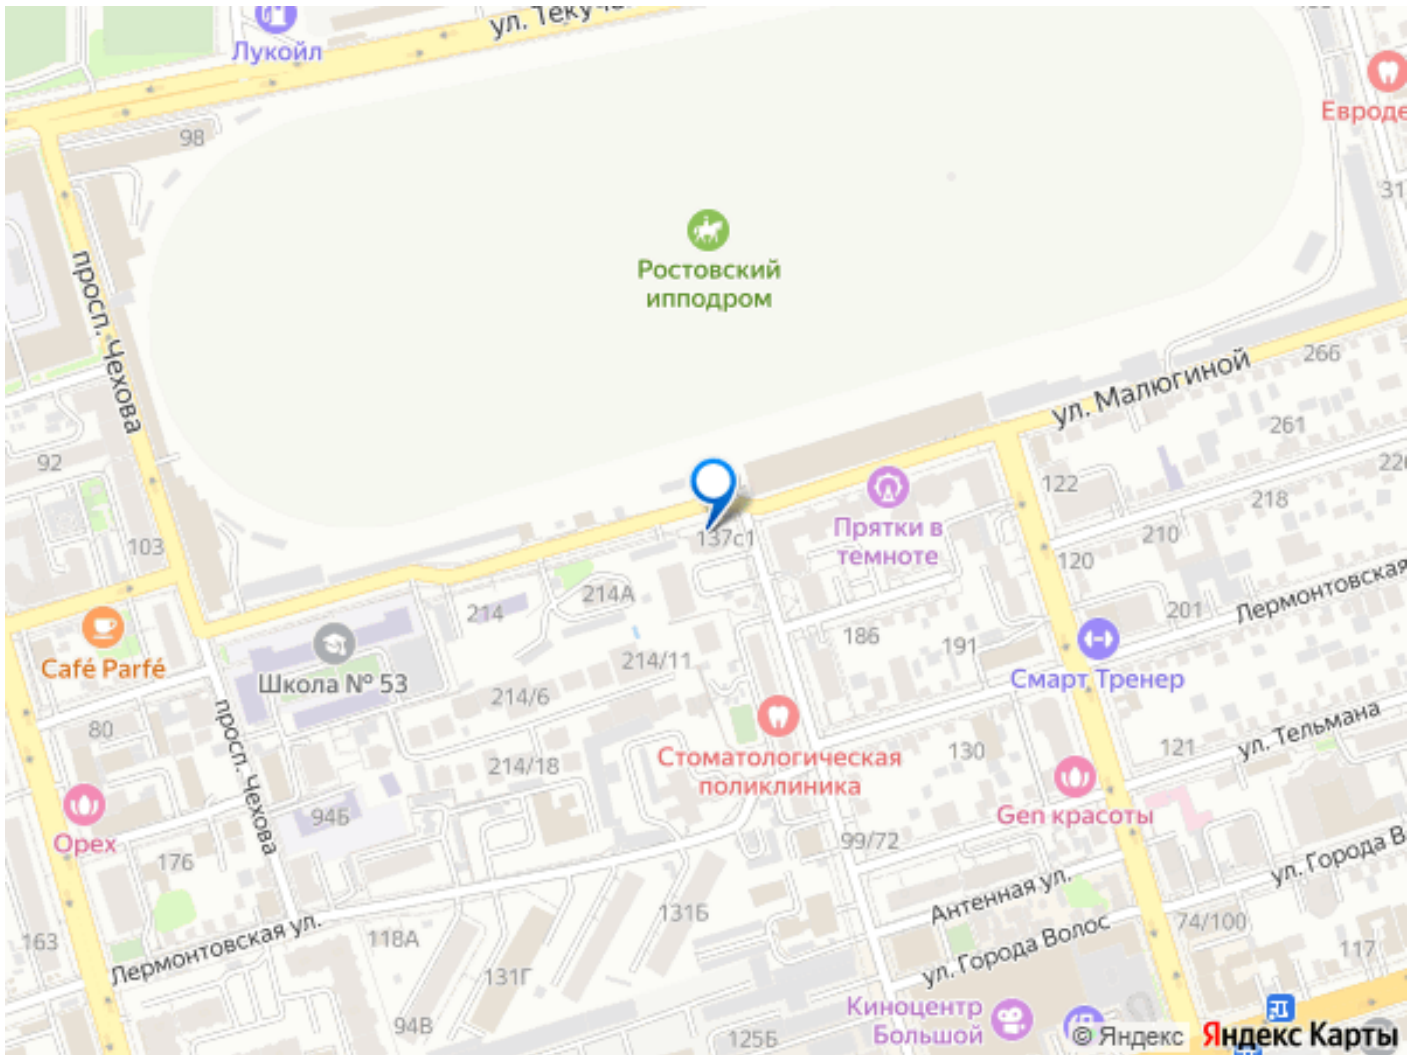 ул. Текуч
Лукойл
Евроде
98
31
Ростовский
ипподром
просп. Чехова
266
ул. Малюгиной
261
92
122
226
218
Прятки в
темноте
137с1
210
103
120
214А
214
201
Лермонтовская
186
191
Café Parfé
Школа № 53
214/11
Смарт Тренер
214/6
80
просп. Чехова
130
121
ул. Тельмана
Стоматологическая
поликлиника
214/18
94Б
Gen красоты
Орех
176
99/72
ул. Города В
Антенная ул.
131Б
163
118А
Лермонтовская ул.
74/100
117
ул. Города Волос
131Г
94В
125Б
Киноцентр
Большой
© Яндекс Яндекс Карты